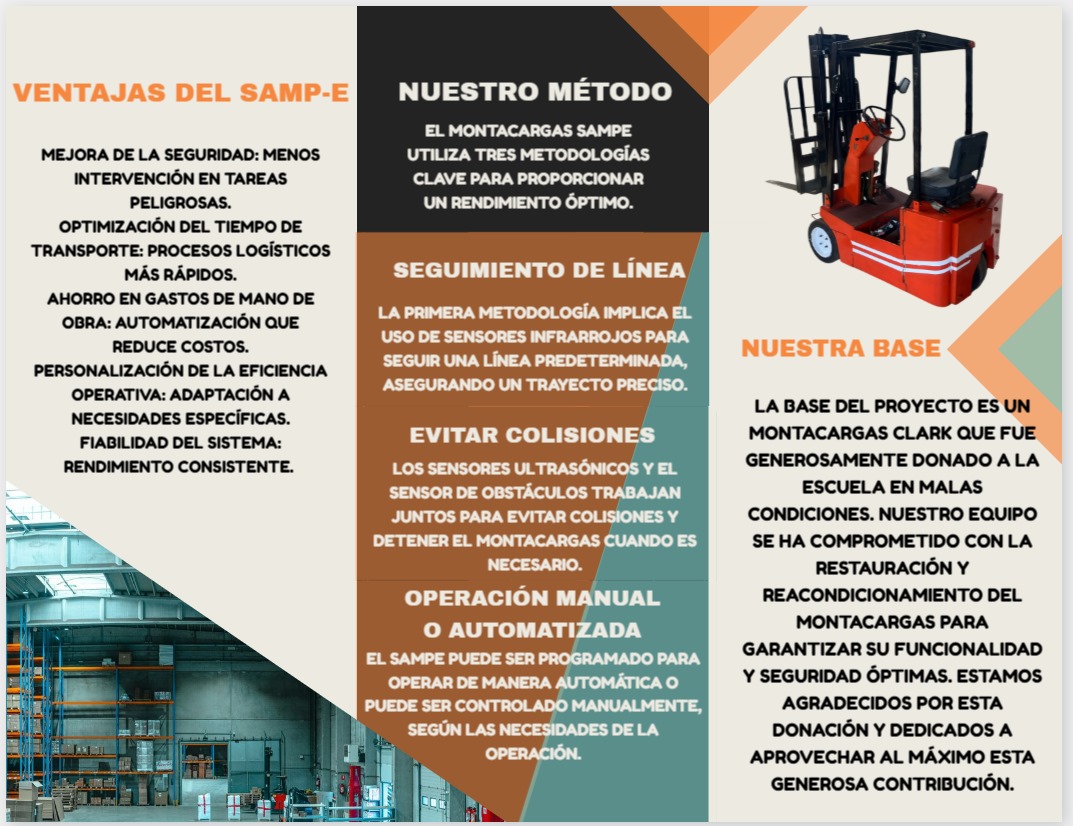 VENTAJAS DEL SAMP-E
MEJORA DE LA SEGURIDAD: MENOS
INTERVENCIÓN EN TAREAS
PELIGROSAS.
OPTIMIZACIÓN DEL TIEMPO DE
TRANSPORTE: PROCESOS LOGÍSTICOS
MÁS RÁPIDOS.
AHORRO EN GASTOS DE MANO DE
OBRA: AUTOMATIZACIÓN QUE
REDUCE COSTOS.
PERSONALIZACIÓN DE LA EFICIENCIA
OPERATIVA: ADAPTACIÓN A
NECESIDADES ESPECÍFICAS.
FIABILIDAD DEL SISTEMA:
RENDIMIENTO CONSISTENTE.
NUESTRO MÉTODO
EL MONTACARGAS SAMPE
UTILIZA TRES METODOLOGÍAS
CLAVE PARA PROPORCIONAR
UN RENDIMIENTO ÓPTIMO.
SEGUIMIENTO DE LÍNEA
LA PRIMERA METODOLOGÍA IMPLICA EL
USO DE SENSORES INFRARROJOS PARA
SEGUIR UNA LÍNEA PREDETERMINADA,
ASEGURANDO UN TRAYECTO PRECISO.
EVITAR COLISIONES
LOS SENSORES ULTRASÓNICOS Y EL
SENSOR DE OBSTÁCULOS TRABAJAN
JUNTOS PARA EVITAR COLISIONES Y
DETENER EL MONTACARGAS CUANDO ES
NECESARIO.
OPERACIÓN MANUAL
O AUTOMATIZADA
EL SAMPE PUEDE SER PROGRAMADO PARA
OPERAR DE MANERA AUTOMÁTICA O
PUEDE SER CONTROLADO MANUALMENTE,
SEGÚN LAS NECESIDADES DE LA
OPERACIÓN.
NUESTRA BASE
LA BASE DEL PROYECTO ES UN
MONTACARGAS CLARK QUE FUE
GENEROSAMENTE DONADO A LA
ESCUELA EN MALAS
CONDICIONES. NUESTRO EQUIPO
SE HA COMPROMETIDO CON LA
RESTAURACIÓN Y
REACONDICIONAMIENTO DEL
MONTACARGAS PARA
GARANTIZAR SU FUNCIONALIDAD
Y SEGURIDAD ÓPTIMAS. ESTAMOS
AGRADECIDOS POR ESTA
DONACIÓN Y DEDICADOS A
APROVECHAR AL MÁXIMO ESTA
GENEROSA CONTRIBUCIÓN.